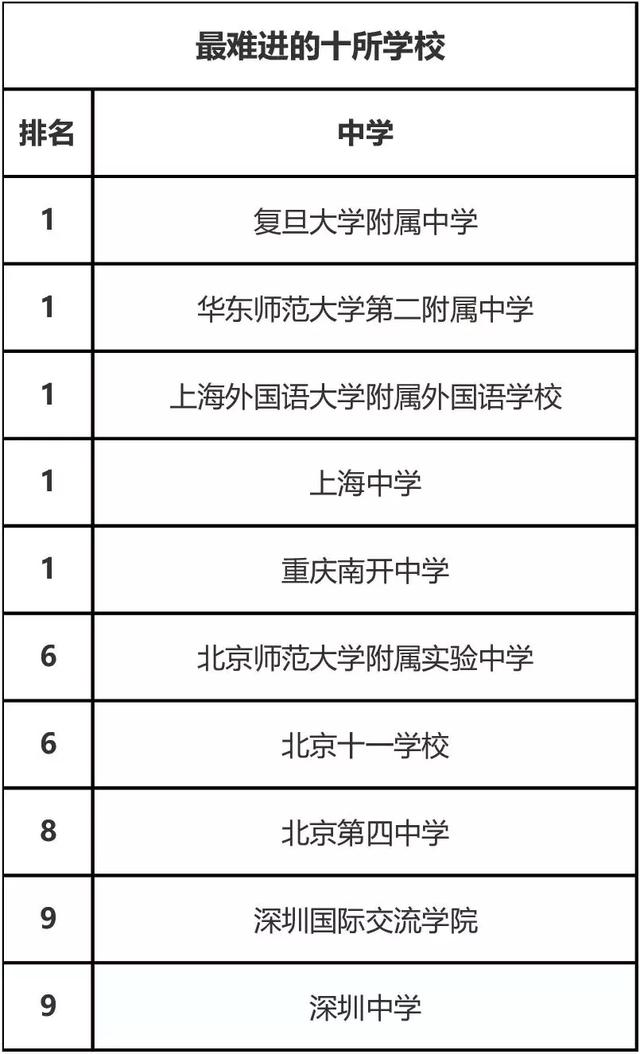 最难进的十所学校
排名 中学
1 复旦大学附属中学
1 华东师范大学第二附属中学
1 上海外国语大学附属外国语学校
1 上海中学
1 重庆南开中学
6 北京师范大学附属实验中学
6 北京十一学校
8 北京第四中学
9 深圳国际交流学院
9 深圳中学